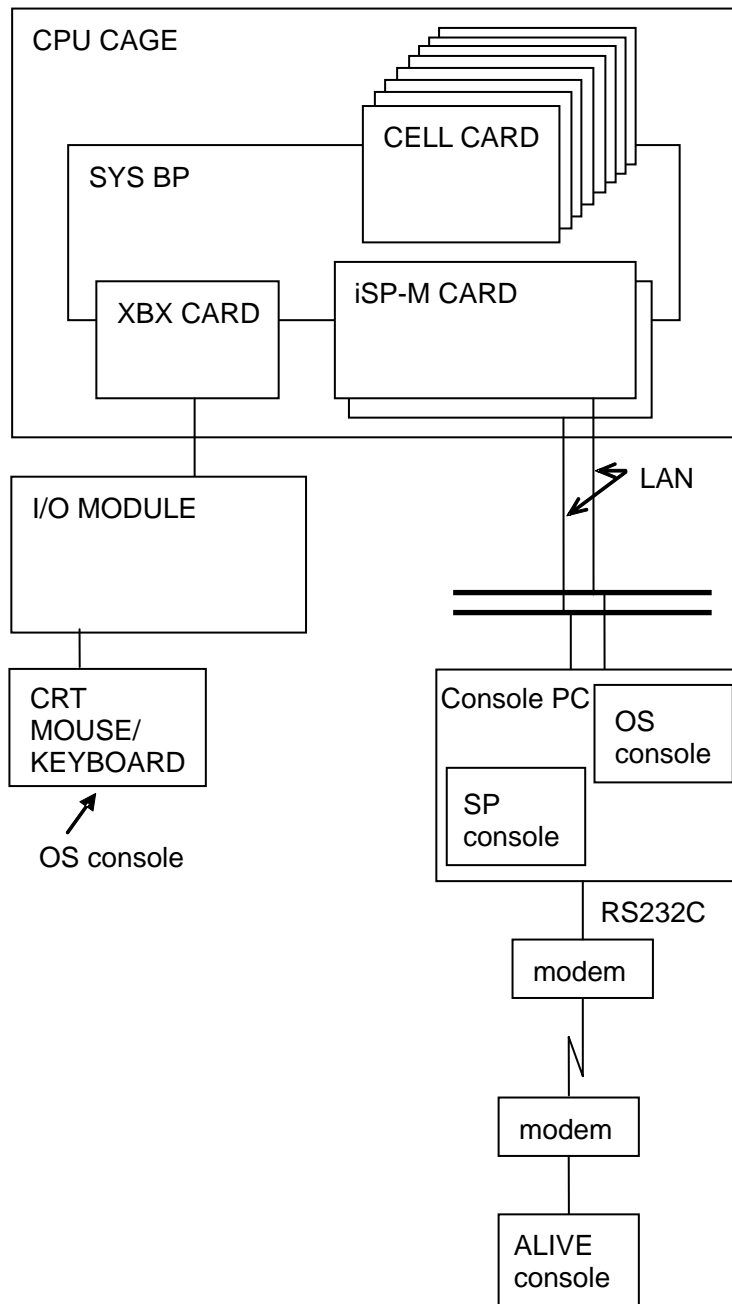 CPU CAGE
CELL CARD
SYS BP
XBX CARD
iSP-M CARD
LAN
I/O MODULE
CRT
MOUSE/
KEYBOARD
OS console
Console PC
OS
console
SP
console
RS232C
modem
modem
ALIVE
console